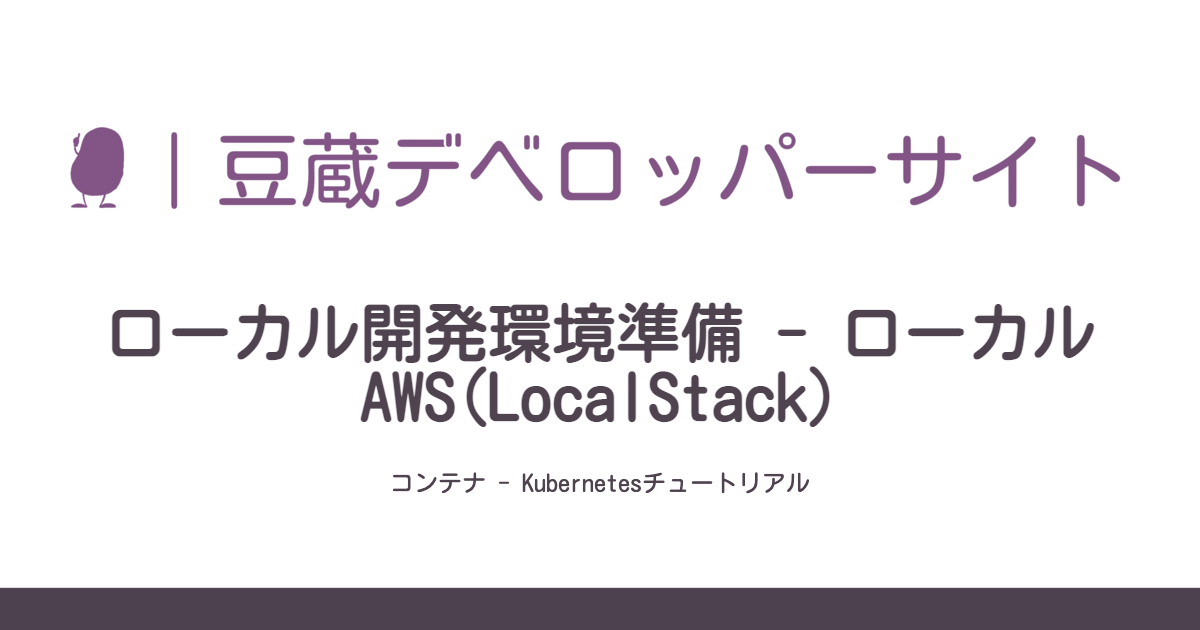 | 豆蔵デベロッパーサイト
ローカル開発環境準備 - ローカル
AWS(LocalStack)
コンテナ - Kubernetesチュートリアル